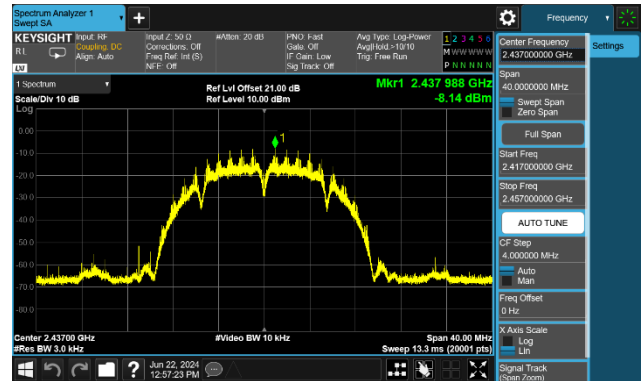 Spectrum Analyzer 1
Swept SA
+
Frequency
KEYSIGHT
RL
LXI
Input: RF
Coupling: DC
Align: Auto
Input Z: 50 Ω
Corrections: Off
Freq Ref: Int (S)
NFE: Off
#Atten: 20 dB
PNO: Fast
Gate: Off
IF Gain: Low
Sig Track: Off
Avg Type: Log-Power
Avg|Hold:>10/10
Trig: Free Run
1 2 3 4 5 6
M W W W W W
P N N N N N
1 Spectrum
Scale/Div 10 dB
Ref Lvl Offset 21.00 dB
Ref Level 10.00 dBm
Mkr1 2.437 988 GHz
-8.14 dBm
Log
0.00
-10.0
-20.0
-30.0
-40.0
-50.0
-60.0
-70.0
-80.0
1
Center 2.43700 GHz
#Res BW 3.0 kHz
#Video BW 10 kHz
Span 40.00 MHz
Sweep 13.3 ms (20001 pts)
Jun 22, 2024
12:57:23 PM
?
Center Frequency
2.437000000 GHz
Span
40.0000000 MHz
Swept Span
Zero Span
Full Span
Start Freq
2.417000000 GHz
Stop Freq
2.457000000 GHz
AUTO TUNE
CF Step
4.000000 MHz
Auto
Man
Freq Offset
0 Hz
X Axis Scale
Log
Lin
Signal Track
(Span Zoom)
Settings